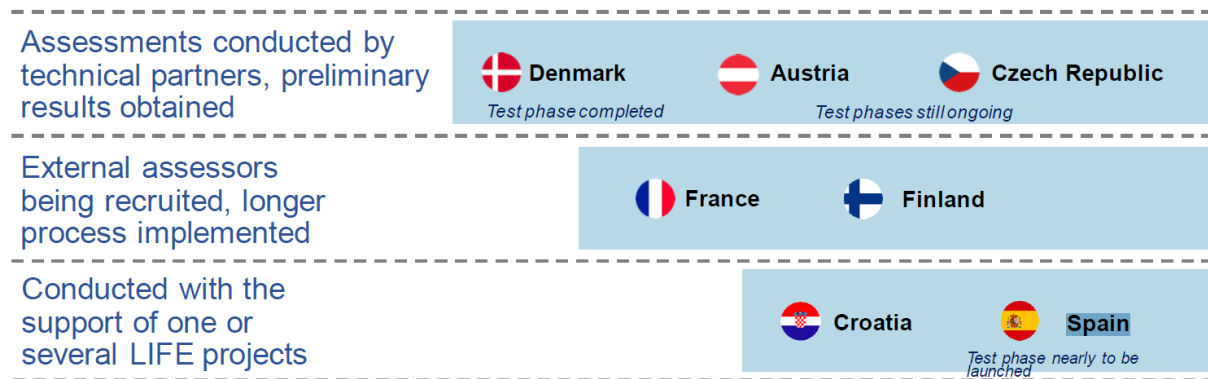 Assessments conducted by
technical partners, preliminary
results obtained
Denmark
Austria
Czech Republic
Test phase completed
Test phases still ongoing
External assessors
being recruited, longer
process implemented
France
Finland
Conducted with the
support of one or
several LIFE projects
Croatia
Spain
Test phase nearly to be
launched